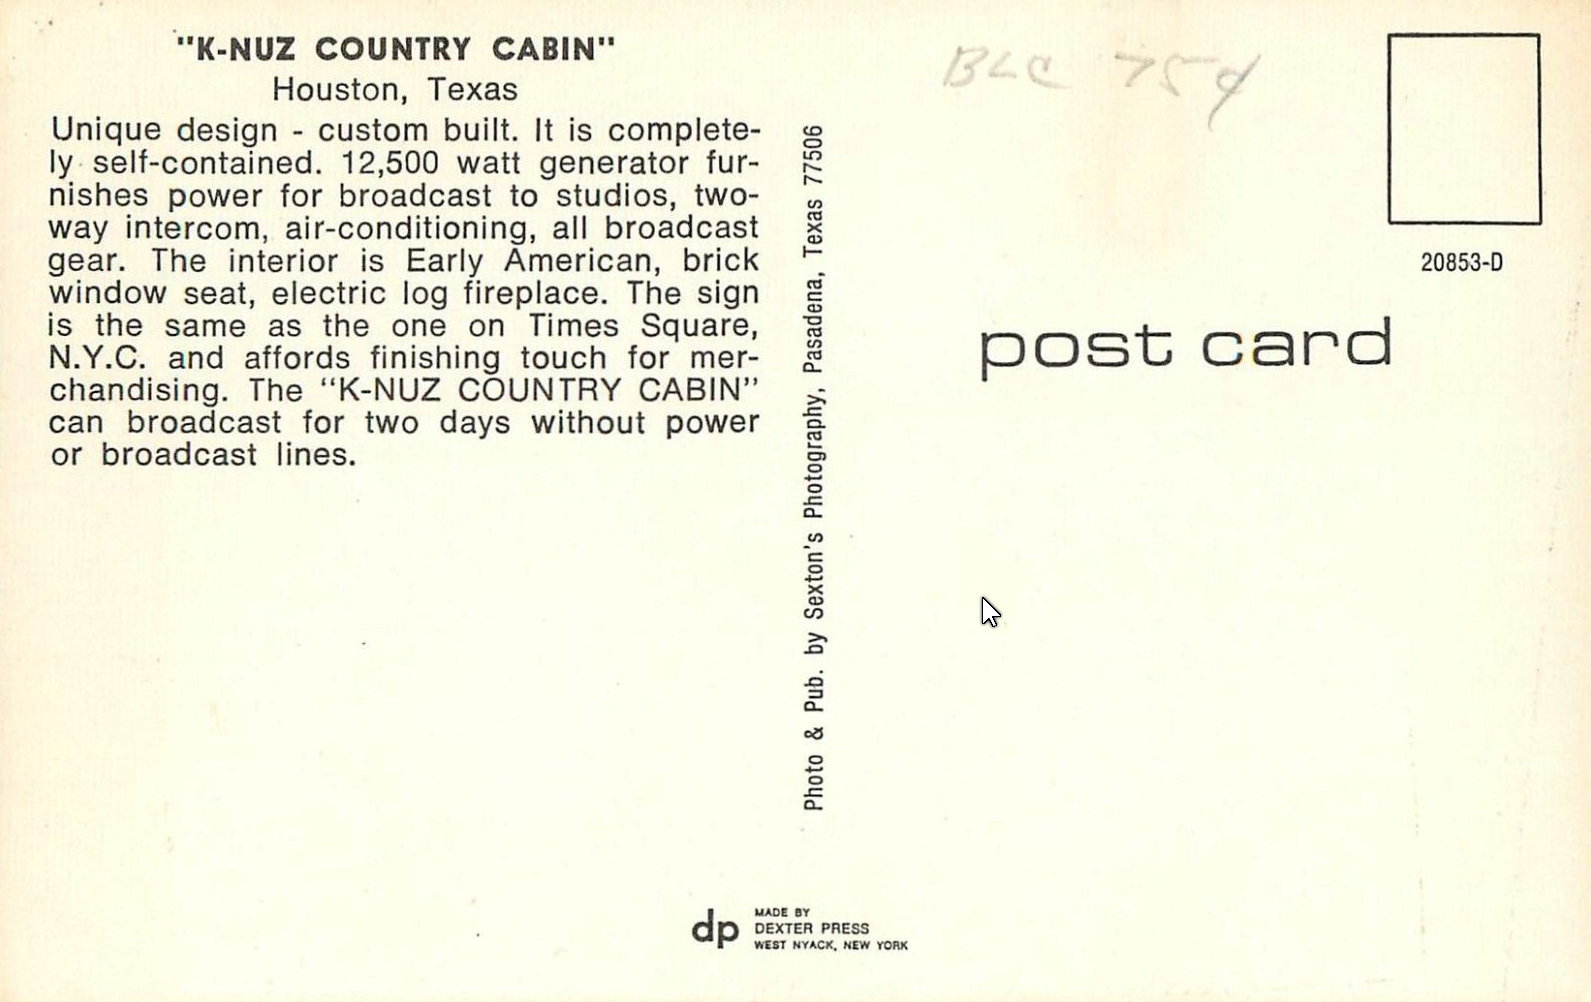 "K-NUZ COUNTRY CABIN"
Houston, Texas
Unique design - custom built. It is complete-
ly self-contained. 12,500 watt generator fur-
nishes power for broadcast to studios, two-
way intercom, air-conditioning, all broadcast
gear. The interior is Early American, brick
window seat, electric log fireplace. The sign
is the same as the one on Times Square,
N.Y.C. and affords finishing touch for mer-
chandising. The "K-NUZ COUNTRY CABIN"
can broadcast for two days without power
or broadcast lines.
Photo & Pub. by Sexton's Photography, Pasadena, Texas 77506
BLC 75¢
20853-D
post card
dp
MADE BY
DEXTER PRESS
WEST NYACK, NEW YORK